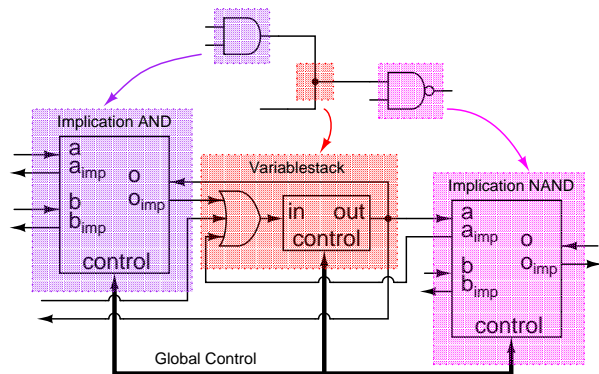 Implication AND
a
a_imp
o
o_imp
b
b_imp
control
Variablestack
in out
control
Implication NAND
a
a_imp
o
o_imp
b
b_imp
control
Global Control